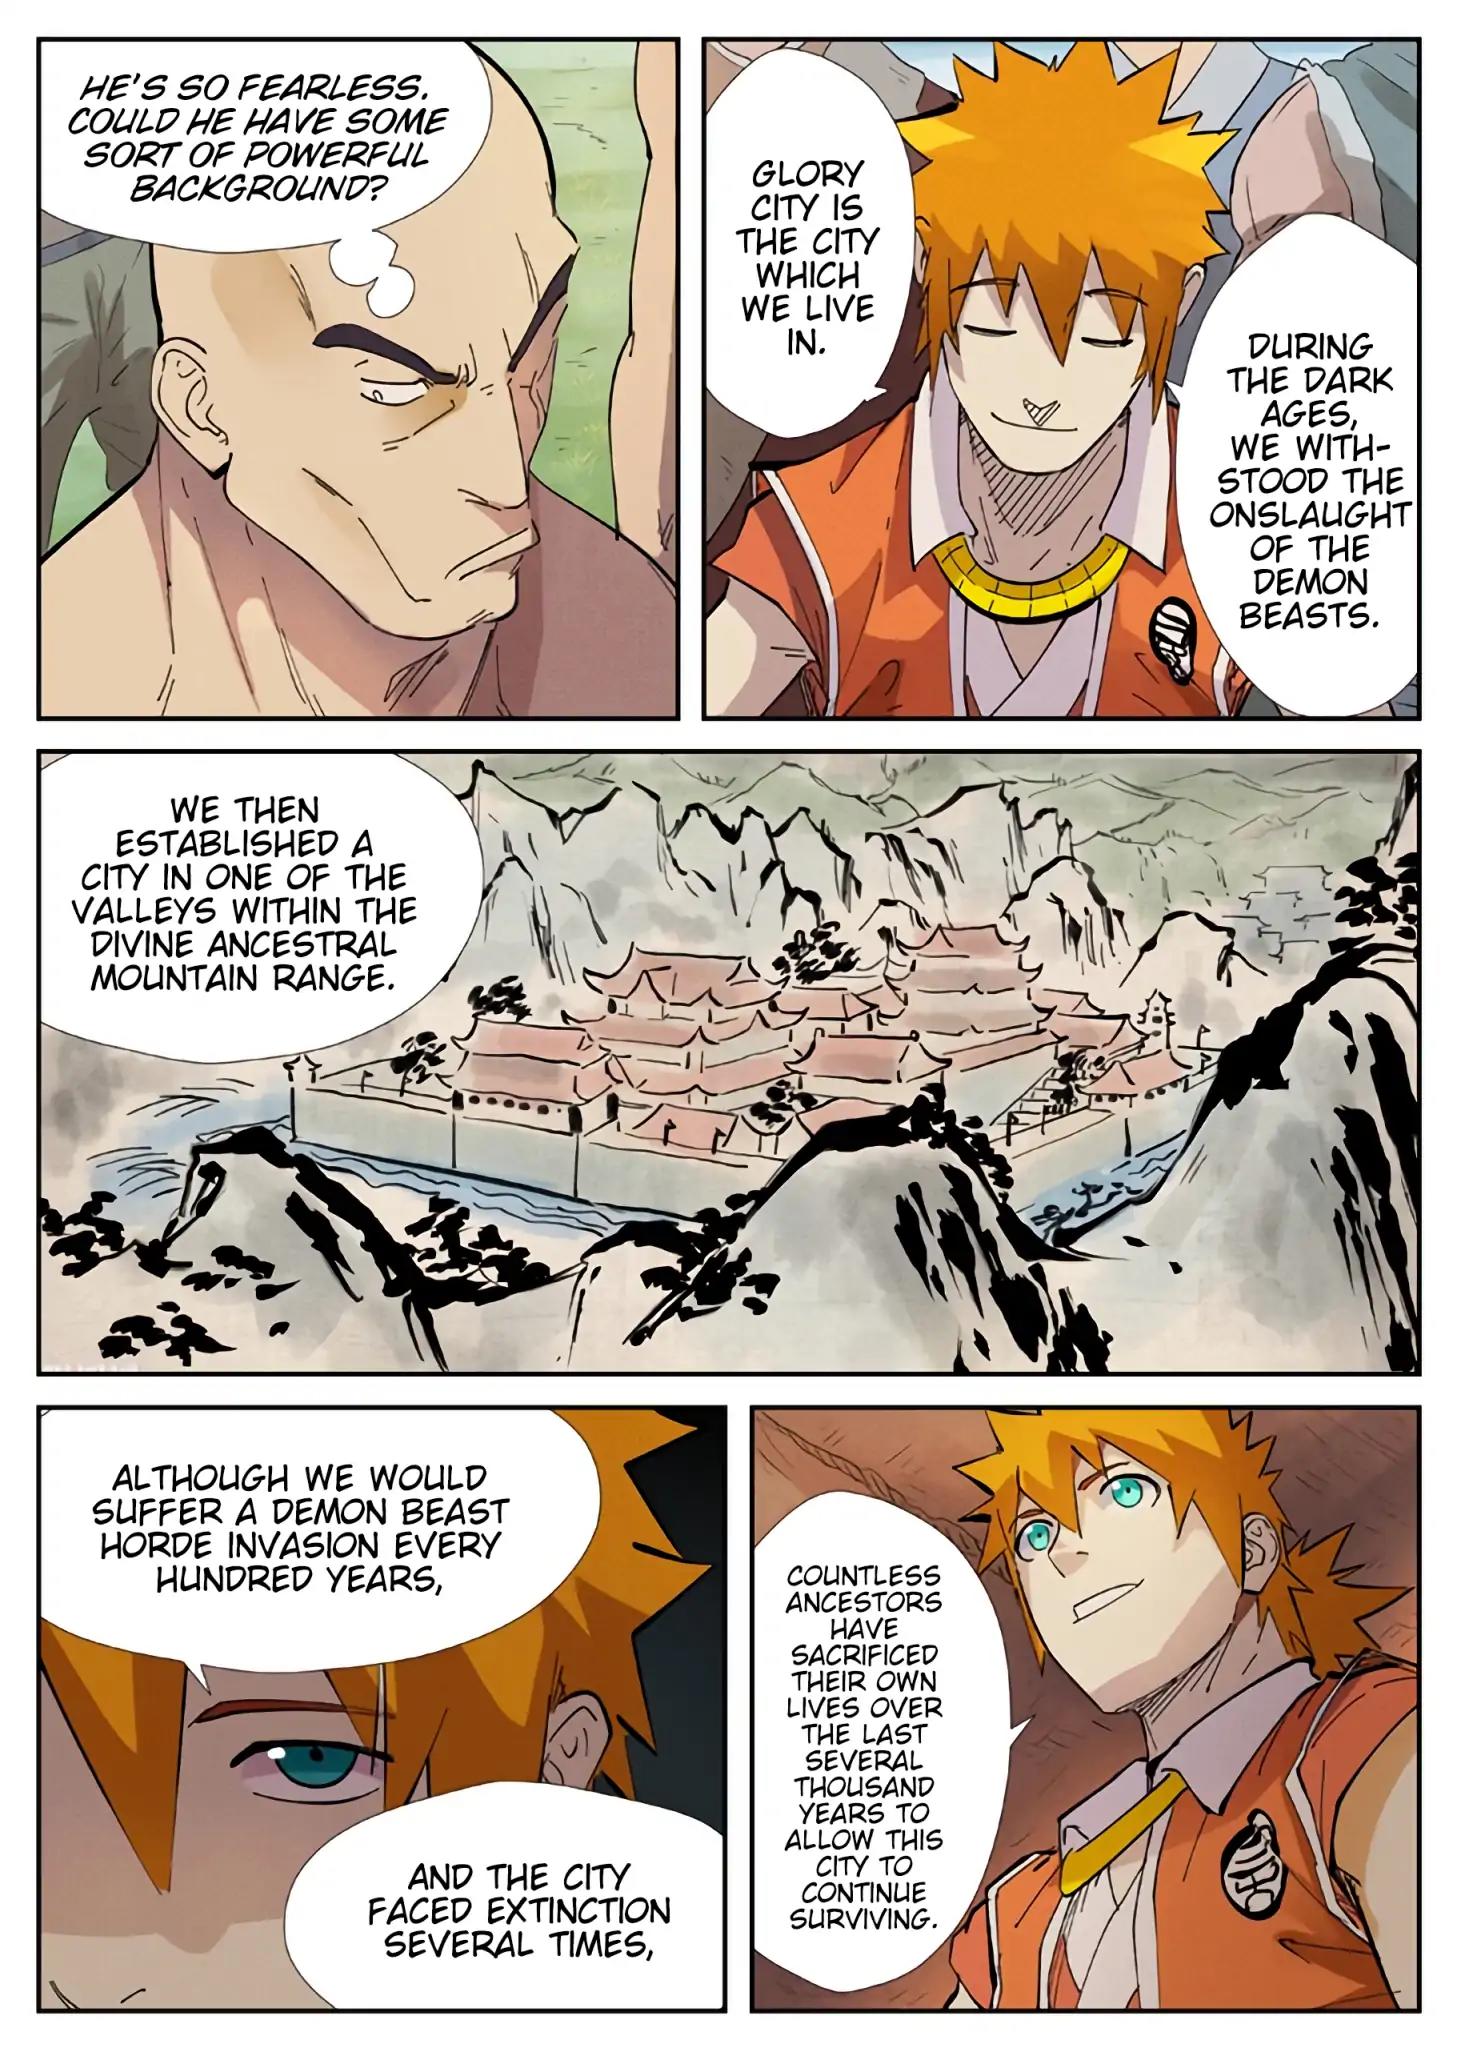 HE'S SO FEARLESS.
COULD HE HAVE SOME
SORT OF POWERFUL
BACKGROUND?
GLORY
CITY IS
THE CITY
WHICH
WE LIVE
IN.
DURING
THE DARK
AGES,
WE WITH-
STOOD THE
ONSLAUGHT
OF THE
DEMON
BEASTS.
WE THEN
ESTABLISHED A
CITY IN ONE OF THE
VALLEYS WITHIN THE
DIVINE ANCESTRAL
MOUNTAIN RANGE.
ALTHOUGH WE WOULD
SUFFER A DEMON BEAST
HORDE INVASION EVERY
HUNDRED YEARS,
AND THE CITY
FACED EXTINCTION
SEVERAL TIMES,
COUNTLESS
ANCESTORS
HAVE
SACRIFICED
THEIR OWN
LIVES OVER
THE LAST
SEVERAL
THOUSAND
YEARS TO
ALLOW THIS
CITY TO
CONTINUE
SURVIVING.